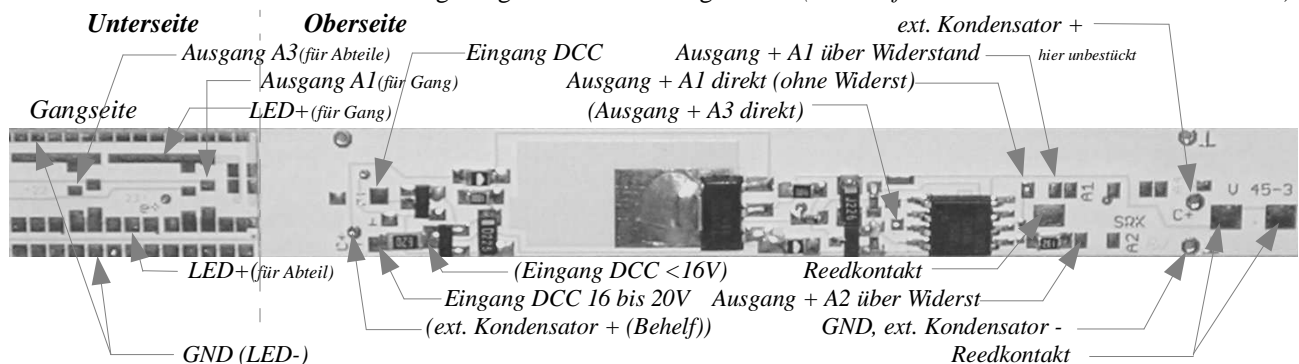 Unterseite
Oberseite
ext. Kondensator +
Ausgang A3(für Abteile)
Eingang DCC
Ausgang + A1 über Widerstand
hier unbestückt
Ausgang A1(für Gang)
Ausgang + A1 direkt (ohne Widerst)
Gangseite
LED+(für Gang)
(Ausgang + A3 direkt)
A1
V 45-3
C+
C+
SRX
A2
LED+(für Abteil)
(Eingang DCC <16V)
Reedkontakt
Eingang DCC 16 bis 20V
Ausgang + A2 über Widerst
(ext. Kondensator + (Behelf))
GND, ext. Kondensator -
GND (LED-)
Reedkontakt